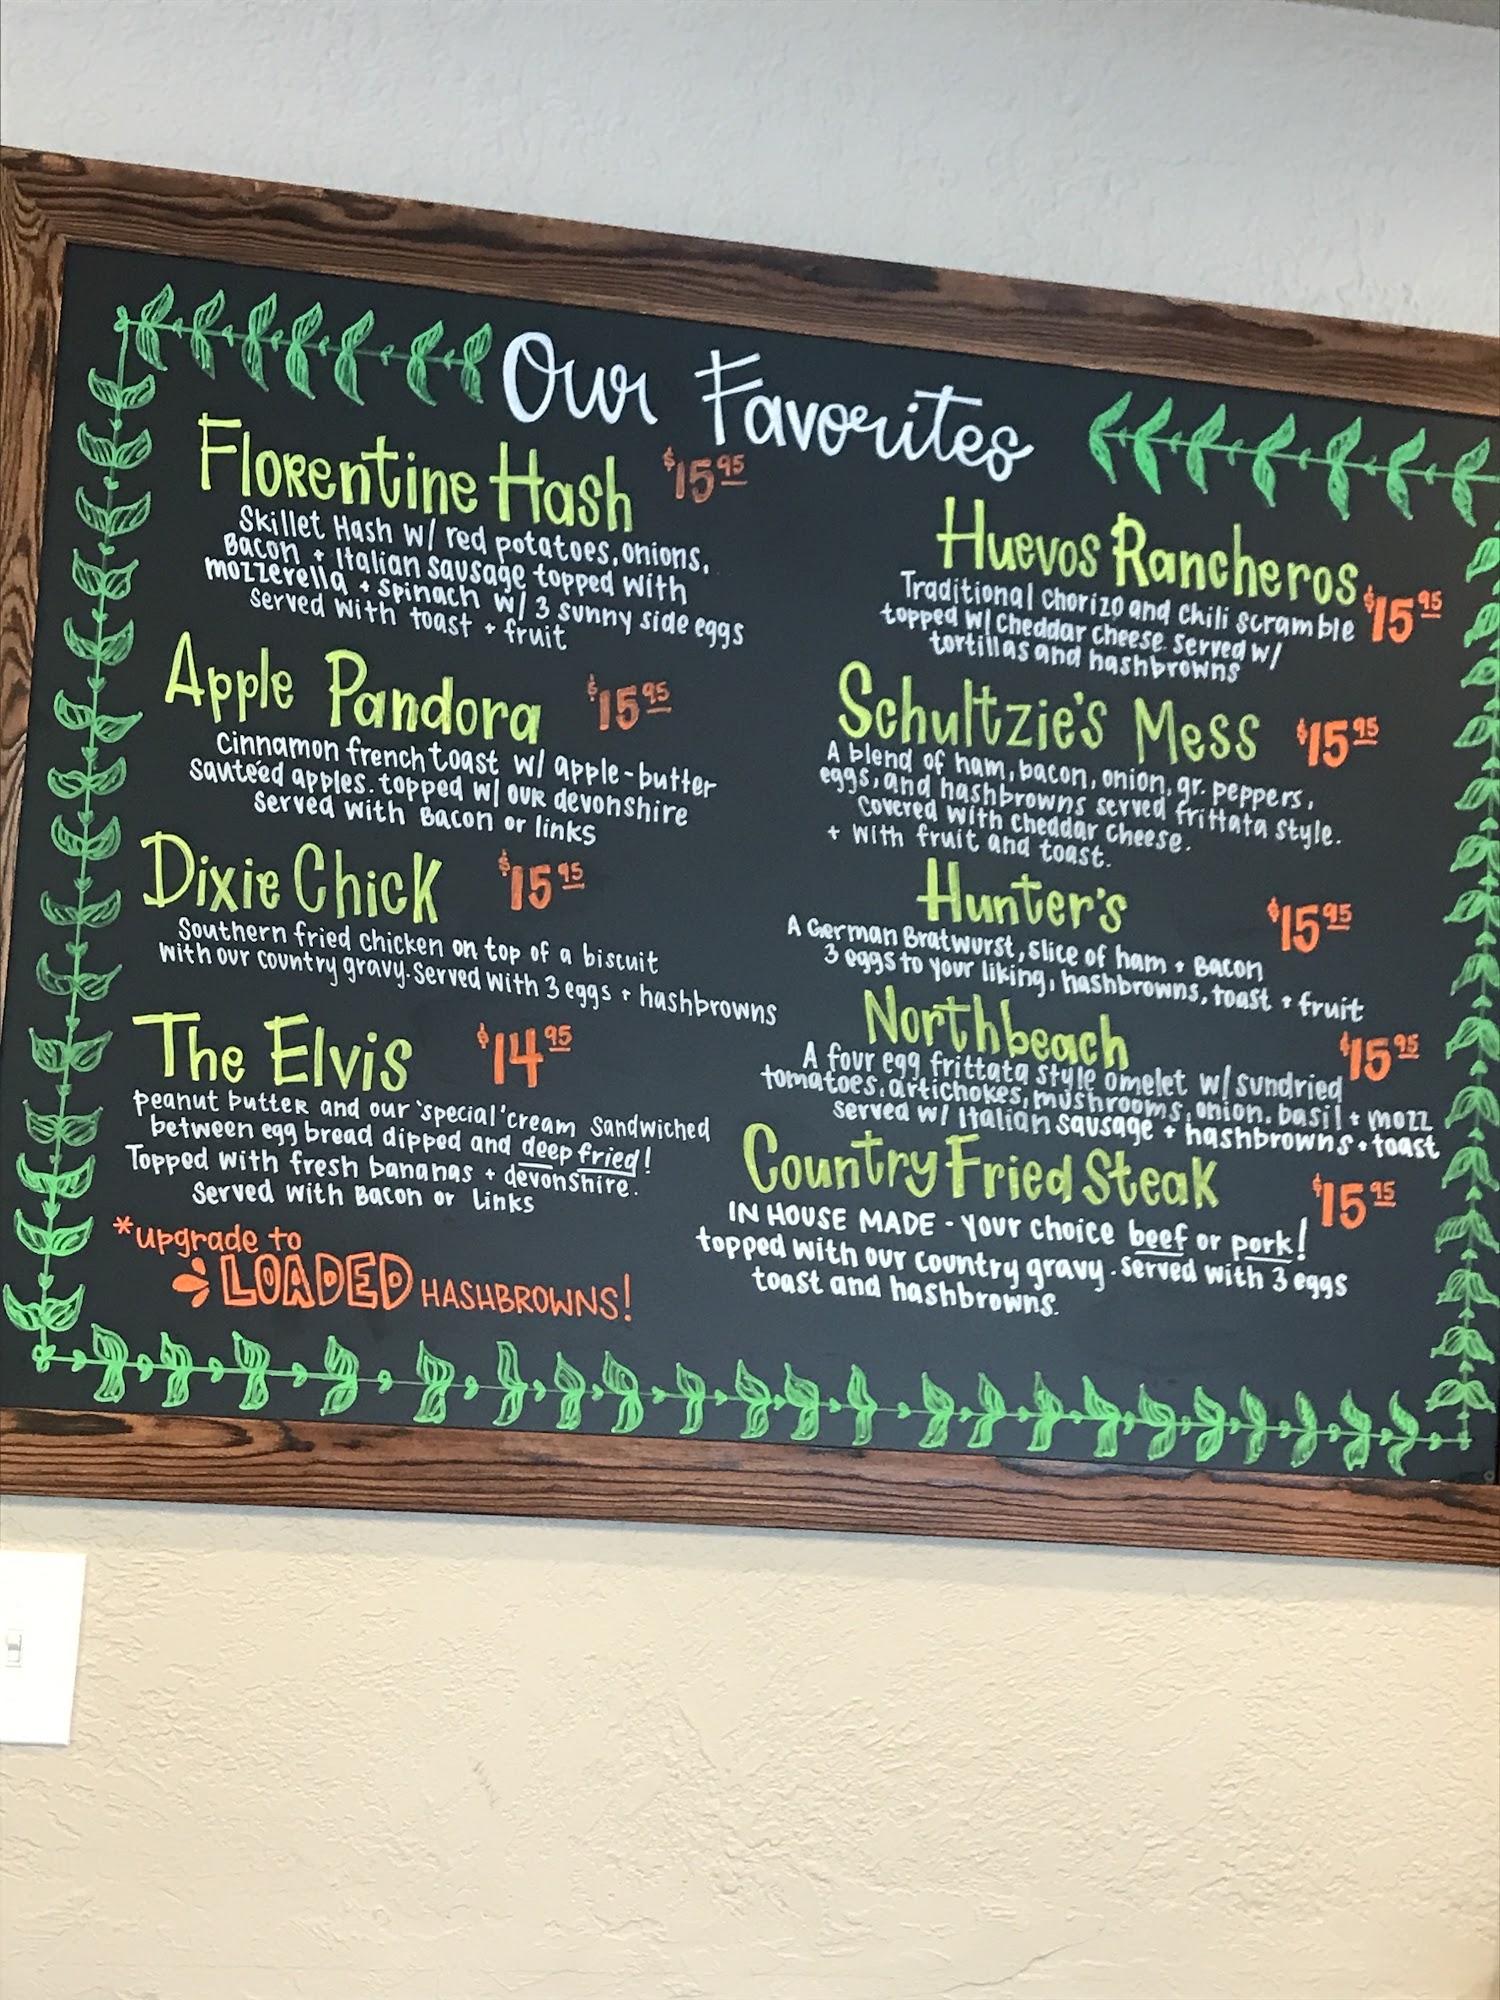 Our Favorites
Florentine Hash $15.95
Skillet Hash w/ red potatoes, onions,
Bacon + Italian sausage topped with
mozzerella + spinach w/ 3 sunny side eggs
served with toast + fruit
Apple Pandora $15.95
Cinnamon french toast w/ apple-butter
sauteéd apples. topped w/ our devonshire
served with Bacon or links
Dixie Chick $15.95
Southern fried chicken on top of a biscuit
with our country gravy. Served with 3 eggs + hashbrowns
The Elvis $14.95
peanut butter and our 'special' cream sandwiched
between egg bread dipped and deep fried!
Topped with fresh bananas + devonshire.
Served with Bacon or Links
*upgrade to
LOADED HASHBROWNS!
Huevos Rancheros $15.95
Traditional chorizo and chili scramble
topped w/ cheddar cheese. Served w/
tortillas and hashbrowns
Schultzie's Mess $15.95
A blend of ham, bacon, onion, gr. peppers,
eggs, and hashbrowns served frittata style.
Covered with cheddar cheese.
+ with fruit and toast.
Hunter's $15.95
A German Bratwurst, slice of ham + Bacon
3 eggs to your liking, hashbrowns, toast + fruit
Northbeach $15.95
A four egg frittata style omelet w/ sundried
tomatoes, artichokes, mushrooms, onion. basil + mozz
served w/ Italian sausage + hashbrowns + toast
Country Fried Steak $15.95
IN HOUSE MADE - your choice beef or pork!
topped with our country gravy. served with 3 eggs
toast and hashbrowns.